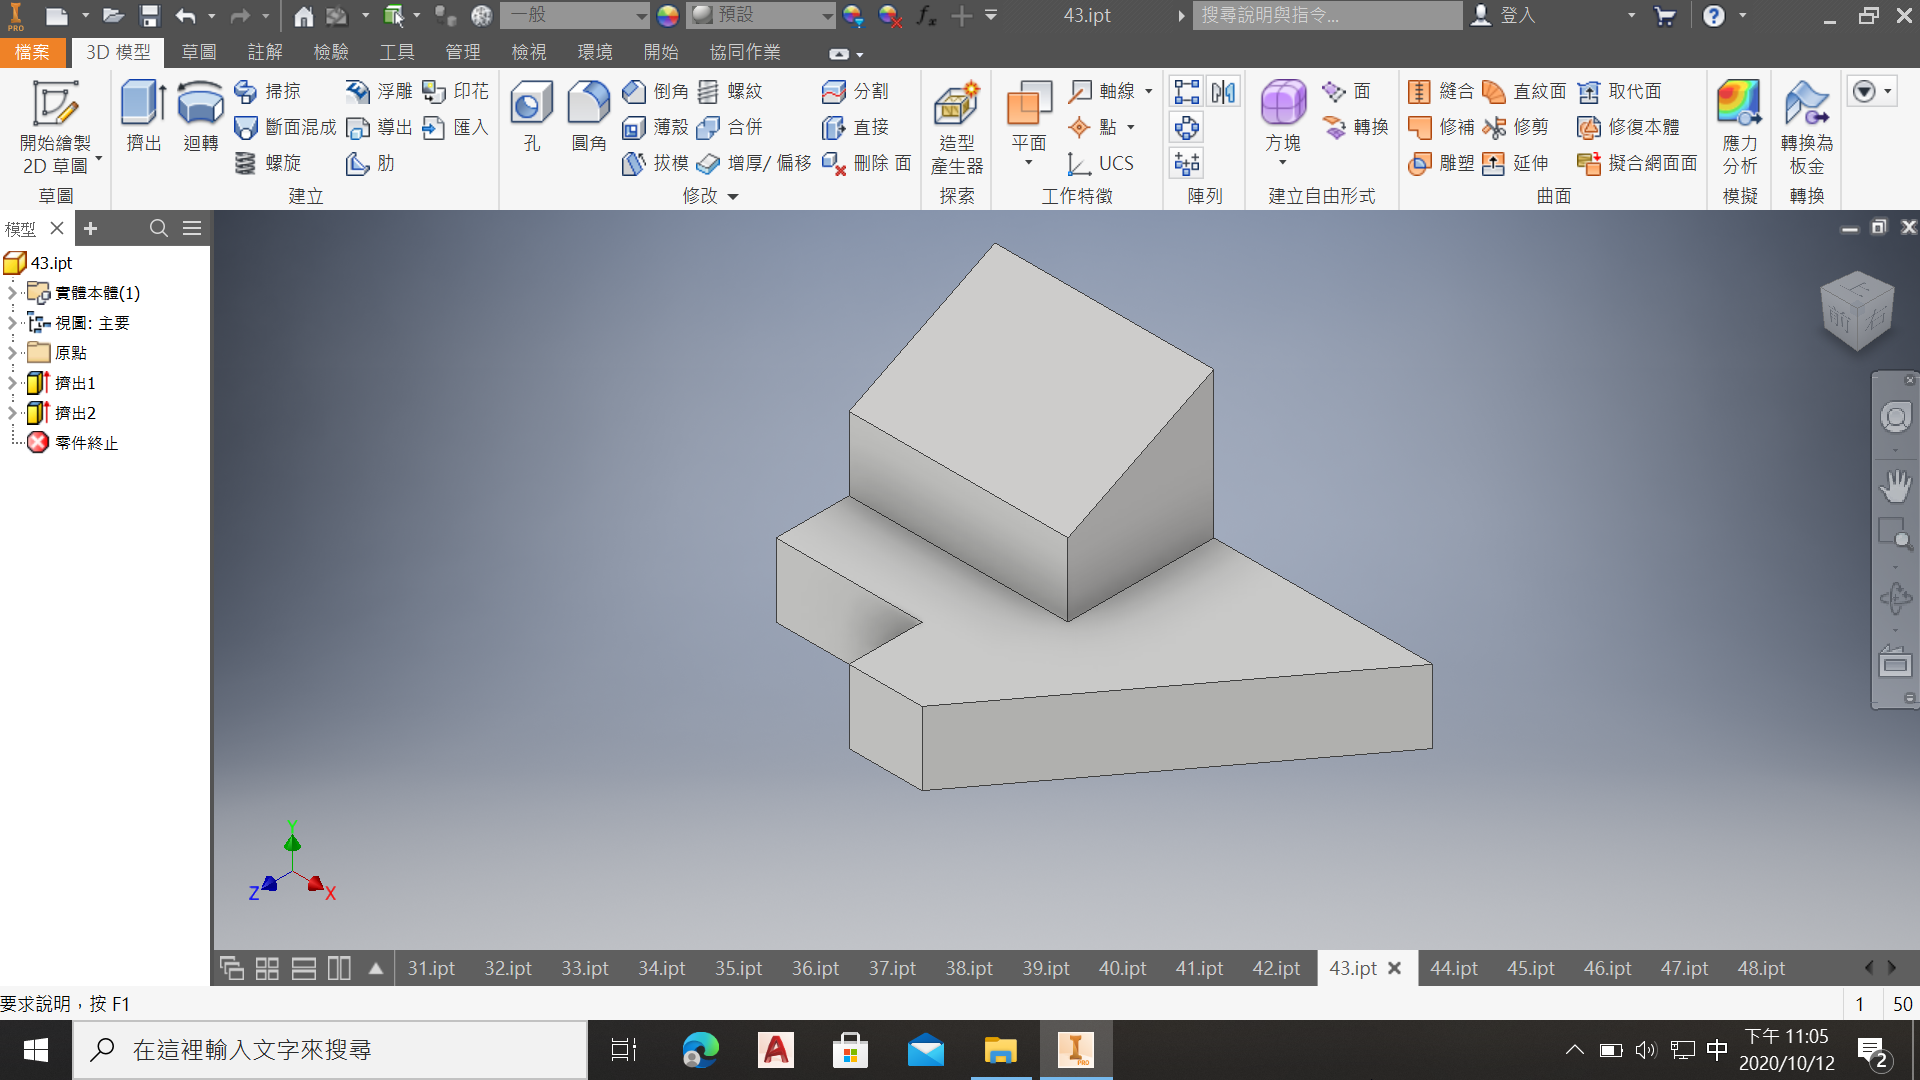 PRO
一般
預設
fx
43.ipt
搜尋說明與指令...
登入
檔案
3D 模型
草圖
註解
檢驗
工具
管理
檢視
環境
開始
協同作業
開始繪製
2D 草圖
草圖
擠出
迴轉
掃掠
斷面混成
螺旋
浮雕
導出
肋
印花
匯入
建立
孔
圓角
倒角
薄殼
拔模
螺紋
合併
增厚/ 偏移
分割
直接
刪除 面
修改
造型
產生器
探索
平面
軸線
點
UCS
工作特徵
陣列
方塊
面
轉換
建立自由形式
縫合
修補
雕塑
直紋面
修剪
延伸
取代面
修復本體
擬合網面面
曲面
應力
分析
模擬
轉換為
板金
轉換
模型
43.ipt
實體本體(1)
視圖: 主要
原點
擠出1
擠出2
零件終止
上
前
右
Y
Z
X
31.ipt
32.ipt
33.ipt
34.ipt
35.ipt
36.ipt
37.ipt
38.ipt
39.ipt
40.ipt
41.ipt
42.ipt
43.ipt
44.ipt
45.ipt
46.ipt
47.ipt
48.ipt
要求說明，按 F1
1
50
在這裡輸入文字來搜尋
PRO
中
下午 11:05
2020/10/12
2